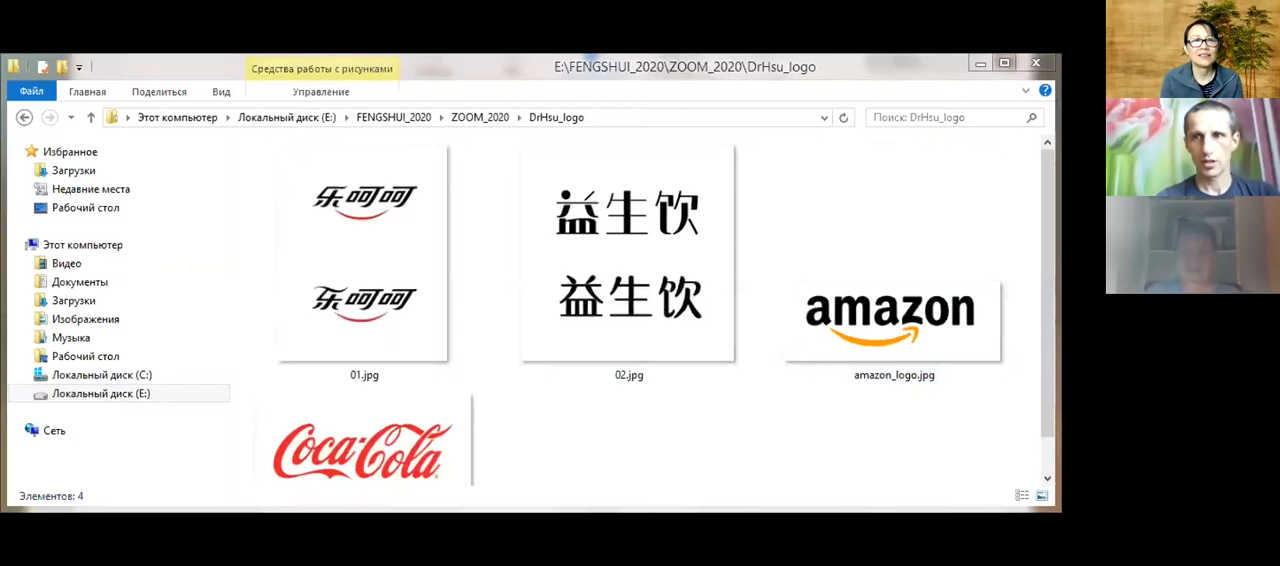 Средства работы с рисунками
E:\FENGSHUI_2020\ZOOM_2020\DrHsu_logo
Файл Главная Поделиться Вид Управление
Этот компьютер Локальный диск (E:) FENGSHUI_2020 ZOOM_2020 DrHsu_logo
Поиск: DrHsu_logo
Избранное
Загрузки
Недавние места
Рабочий стол
Этот компьютер
Видео
Документы
Загрузки
Изображения
Музыка
Рабочий стол
Локальный диск (C:)
Локальный диск (E:)
Сеть
乐呵呵
乐呵呵
01.jpg
益生饮
益生饮
02.jpg
amazon
amazon_logo.jpg
Coca-Cola
Элементов: 4